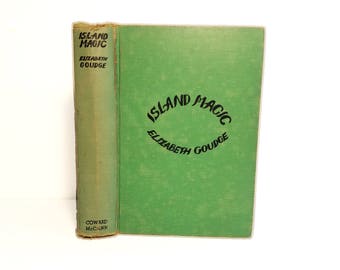 ISLAND
MAGIC
ELIZABETH
GOUDGE
COWARD
McCANN
ISLAND MAGIC
ELIZABETH GOUDGE